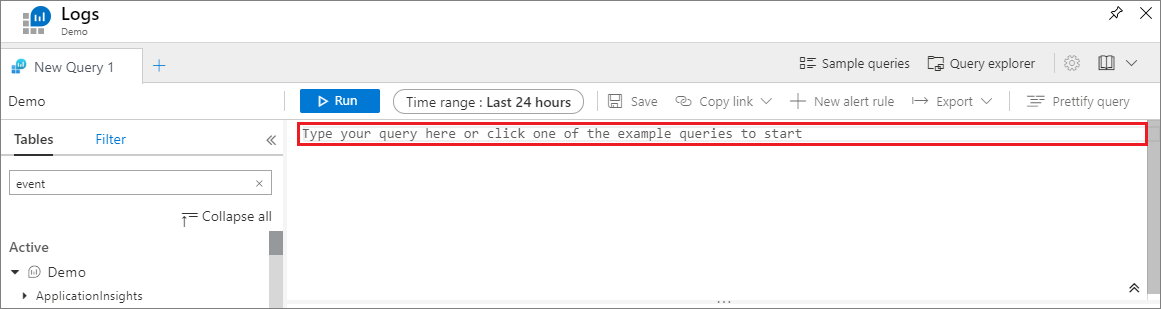 Logs
Demo
New Query 1
Sample queries
Query explorer
Demo
Run
Time range : Last 24 hours
Save
Copy link
New alert rule
Export
Prettify query
Tables
Filter
Type your query here or click one of the example queries to start
event
Collapse all
Active
Demo
ApplicationInsights